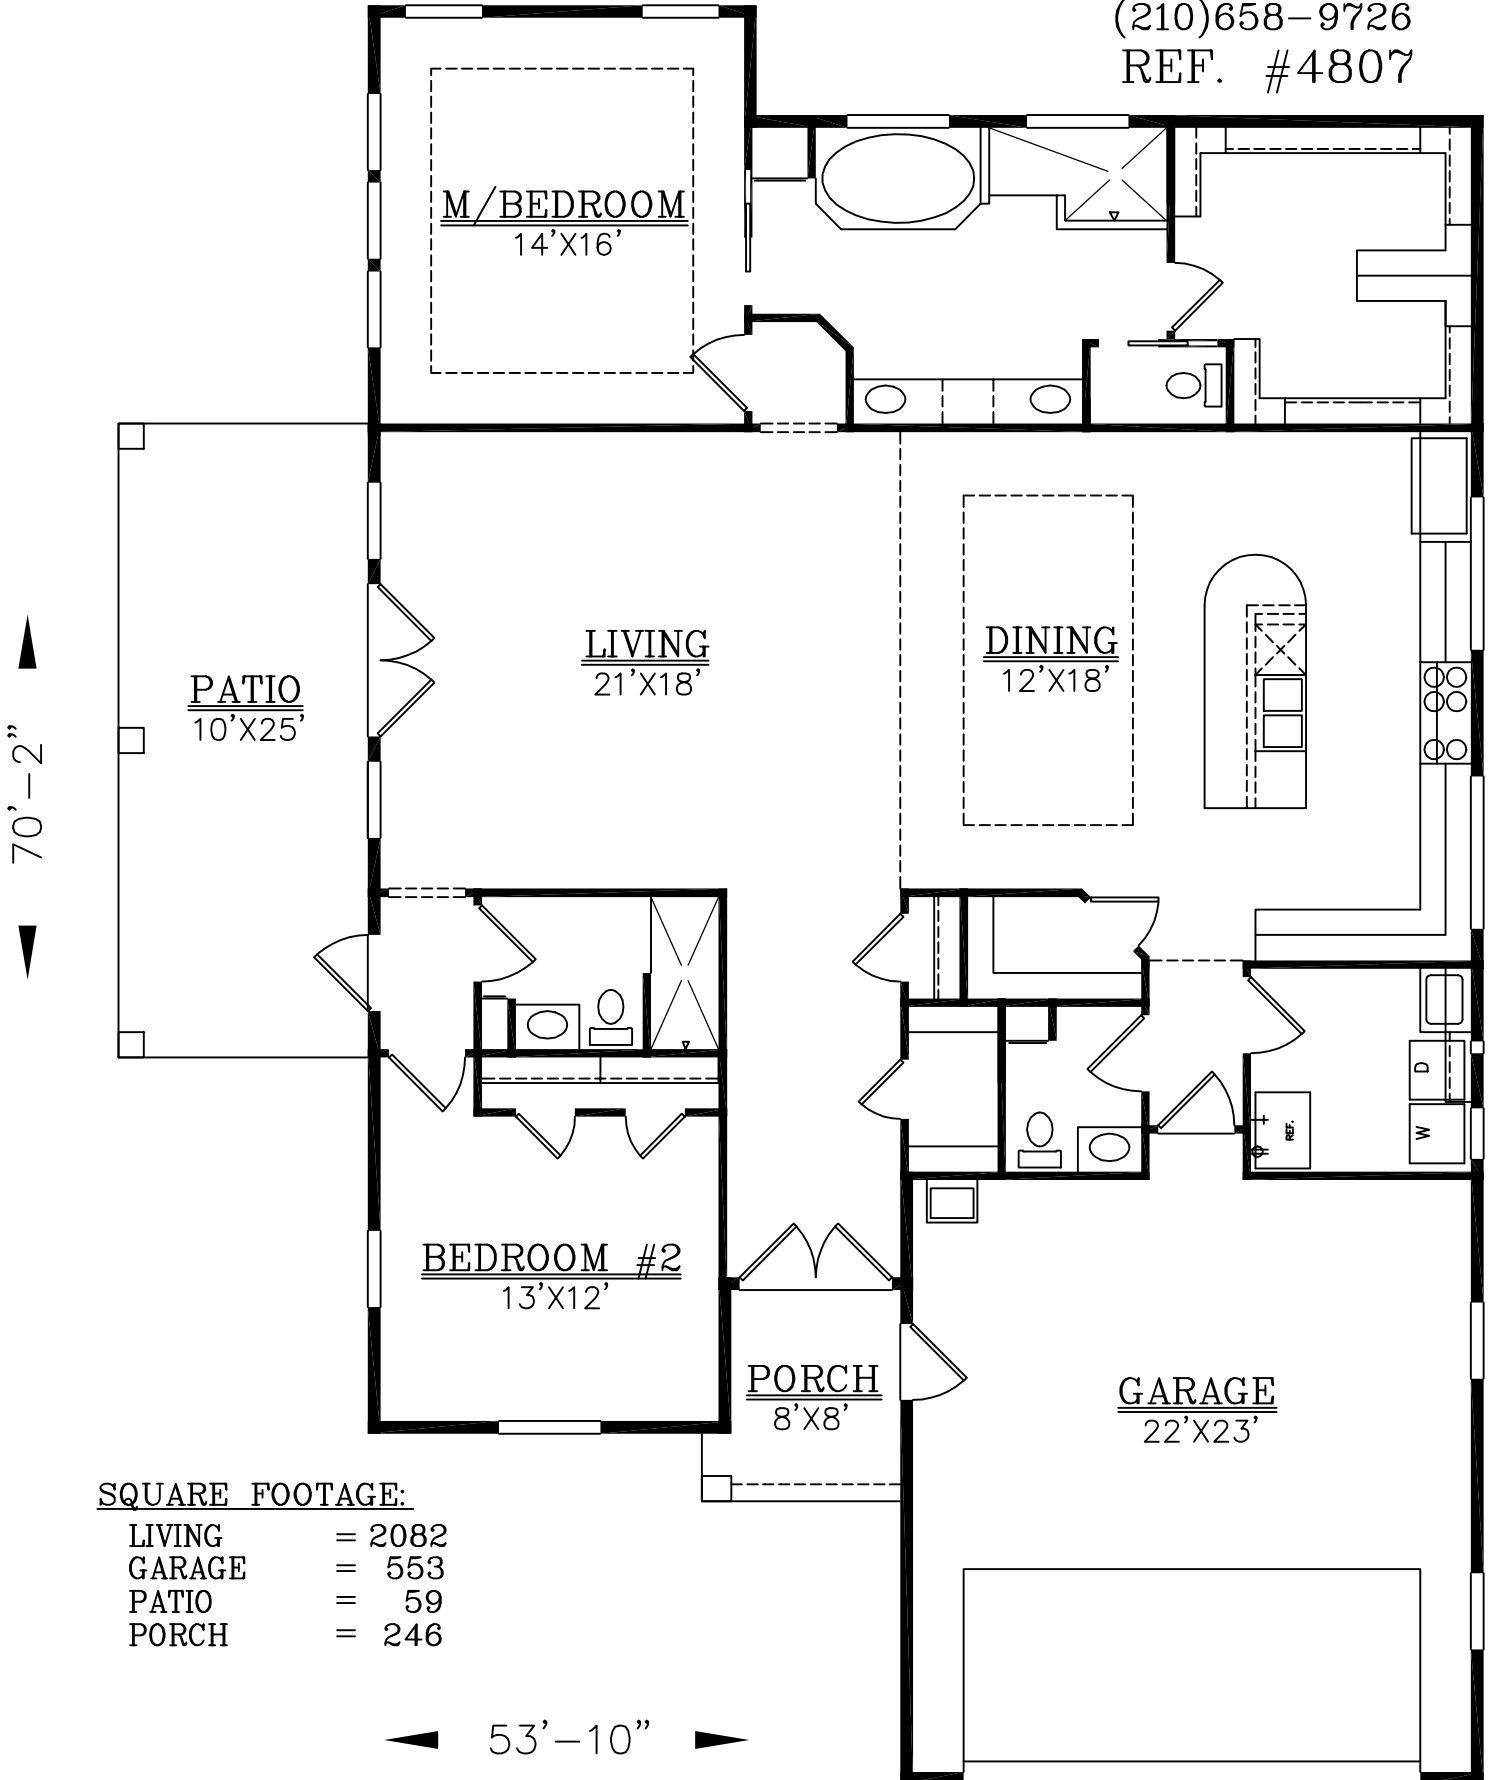 (210)658-9726
REF. #4807
M/BEDROOM
14'X16'
LIVING
21'X18'
DINING
12'X18'
PATIO
10'X25'
70'-2"
D
W
REF.
BEDROOM #2
13'X12'
PORCH
8'X8'
GARAGE
22'X23'
SQUARE FOOTAGE:
LIVING = 2082
GARAGE = 553
PATIO = 59
PORCH = 246
53'-10"